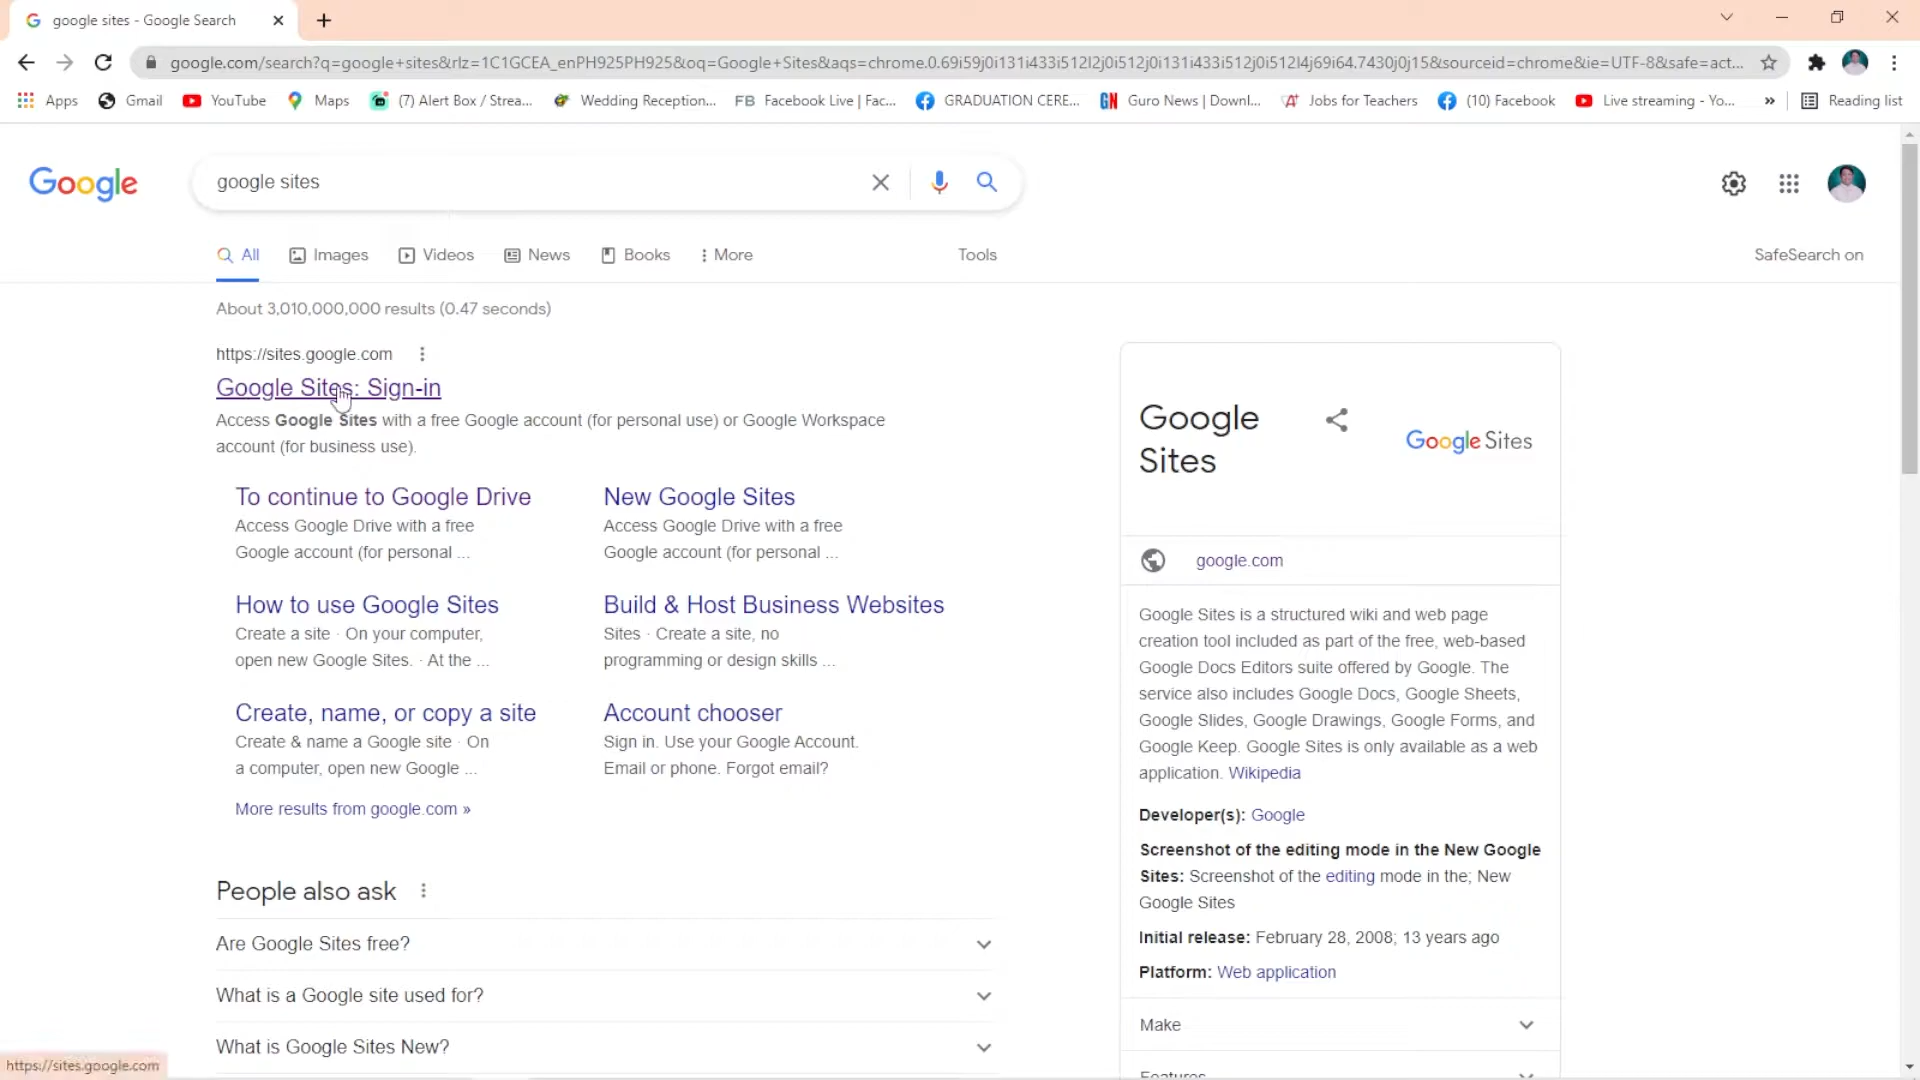 google sites - Google Search
google.com/search?q=google+sites&rlz=1C1GCEA_enPH925PH925&oq=Google+Sites&aqs=chrome.0.69i59j0i131i433i512l2j0i512j0i131i433i512j0i512l4j69i64.7430j0j15&sourceid=chrome&ie=UTF-8&safe=act...
Apps Gmail YouTube Maps (7) Alert Box / Strea... Wedding Reception... FB Facebook Live | Fac... GRADUATION CERE... GN Guro News | Downl... Jobs for Teachers (10) Facebook Live streaming - Yo... » Reading list
Google
google sites
All Images Videos News Books More Tools SafeSearch on
About 3,010,000,000 results (0.47 seconds)
https://sites.google.com
Google Sites: Sign-in
Access Google Sites with a free Google account (for personal use) or Google Workspace
account (for business use).
To continue to Google Drive
Access Google Drive with a free
Google account (for personal ...
New Google Sites
Access Google Drive with a free
Google account (for personal ...
How to use Google Sites
Create a site · On your computer,
open new Google Sites. · At the ...
Build & Host Business Websites
Sites · Create a site, no
programming or design skills ...
Create, name, or copy a site
Create & name a Google site · On
a computer, open new Google ...
Account chooser
Sign in. Use your Google Account.
Email or phone. Forgot email?
More results from google.com »
People also ask
Are Google Sites free?
What is a Google site used for?
What is Google Sites New?
Google
Sites
Google Sites
google.com
Google Sites is a structured wiki and web page
creation tool included as part of the free, web-based
Google Docs Editors suite offered by Google. The
service also includes Google Docs, Google Sheets,
Google Slides, Google Drawings, Google Forms, and
Google Keep. Google Sites is only available as a web
application. Wikipedia
Developer(s): Google
Screenshot of the editing mode in the New Google
Sites: Screenshot of the editing mode in the; New
Google Sites
Initial release: February 28, 2008; 13 years ago
Platform: Web application
Make
Features
https://sites.google.com